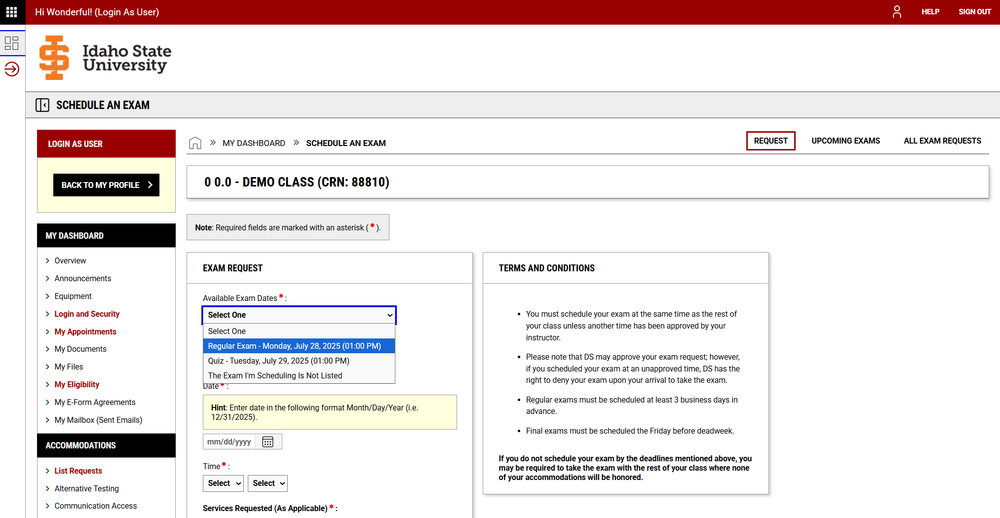 Hi Wonderful! (Login As User)
HELP
SIGN OUT
Idaho State
University
SCHEDULE AN EXAM
LOGIN AS USER
BACK TO MY PROFILE
MY DASHBOARD
Overview
Announcements
Equipment
Login and Security
My Appointments
My Documents
My Files
My Eligibility
My E-Form Agreements
My Mailbox (Sent Emails)
ACCOMMODATIONS
List Requests
Alternative Testing
Communication Access
MY DASHBOARD
SCHEDULE AN EXAM
REQUEST
UPCOMING EXAMS
ALL EXAM REQUESTS
0 0.0 - DEMO CLASS (CRN: 88810)
Note: Required fields are marked with an asterisk ( * ).
EXAM REQUEST
Available Exam Dates * :
Select One
Select One
Regular Exam - Monday, July 28, 2025 (01:00 PM)
Quiz - Tuesday, July 29, 2025 (01:00 PM)
The Exam I'm Scheduling Is Not Listed
Date * :
Hint: Enter date in the following format Month/Day/Year (i.e.
12/31/2025).
mm/dd/yyyy
Time * :
Select
Select
Services Requested (As Applicable) * :
TERMS AND CONDITIONS
• You must schedule your exam at the same time as the rest of
your class unless another time has been approved by your
instructor.
• Please note that DS may approve your exam request; however,
if you scheduled your exam at an unapproved time, DS has the
right to deny your exam upon your arrival to take the exam.
• Regular exams must be scheduled at least 3 business days in
advance.
• Final exams must be scheduled the Friday before deadweek.
If you do not schedule your exam by the deadlines mentioned above, you
may be required to take the exam with the rest of your class where none
of your accommodations will be honored.